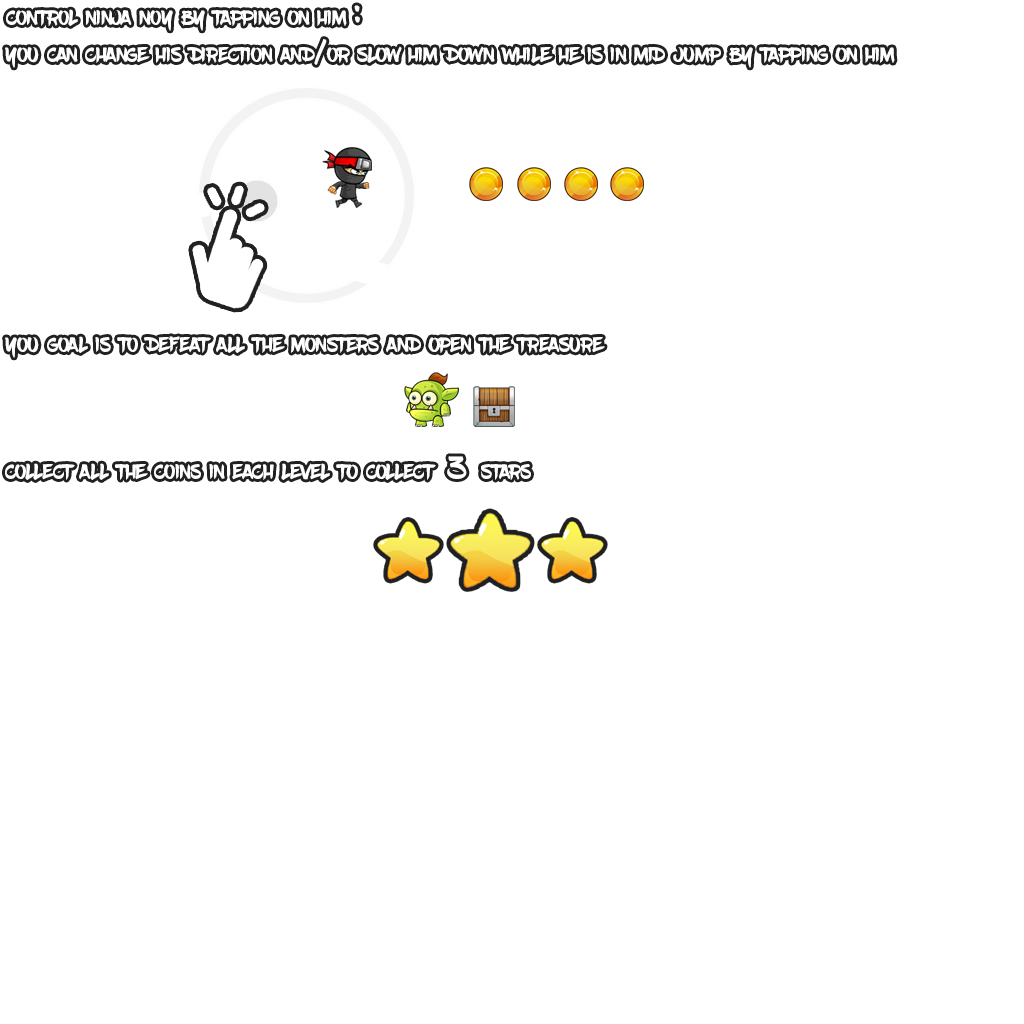 CONTROL NINJA NOY BY TAPPING ON HIM :
YOU CAN CHANGE HIS DIRECTION AND/OR SLOW HIM DOWN WHILE HE IS IN MID JUMP BY TAPPING ON HIM
YOU GOAL IS TO DEFEAT ALL THE MONSTERS AND OPEN THE TREASURE
COLLECT ALL THE COINS IN EACH LEVEL TO COLLECT 3 STARS